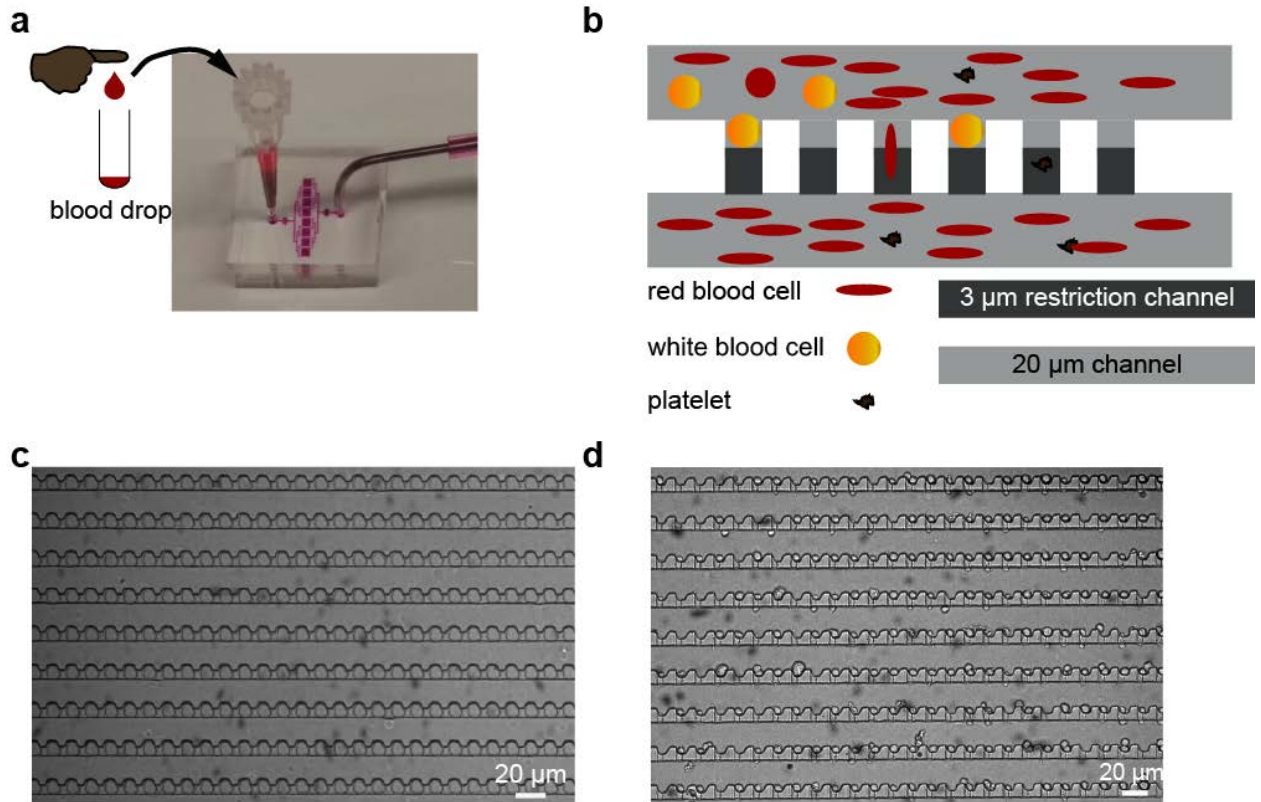 a
blood drop
b
red blood cell
3 µm restriction channel
white blood cell
20 µm channel
platelet
c
20 µm
d
20 µm